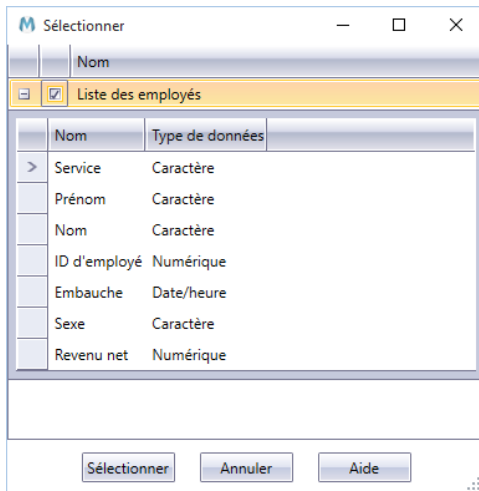 Sélectionner
Nom
Liste des employés
Nom Type de données
Service Caractère
Prénom Caractère
Nom Caractère
ID d'employé Numérique
Embauche Date/heure
Sexe Caractère
Revenu net Numérique
Sélectionner Annuler Aide